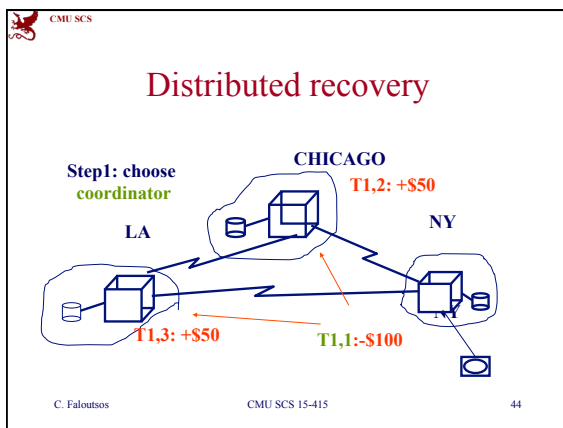 CMU SCS
Distributed recovery
Step1: choose
coordinator
CHICAGO
T1,2: +$50
LA
NY
NY
T1,3: +$50
T1,1:-$100
C. Faloutsos
CMU SCS 15-415
44